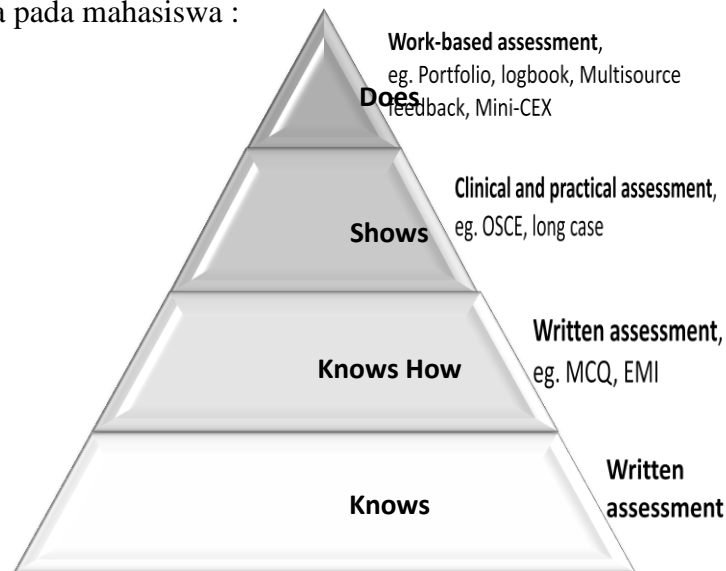 a pada mahasiswa :
Work-based assessment,
eg. Portfolio, logbook, Multisource
feedback, Mini-CEX
Does
Clinical and practical assessment,
eg. OSCE, long case
Shows
Written assessment,
eg. MCQ, EMI
Knows How
Written
assessment
Knows